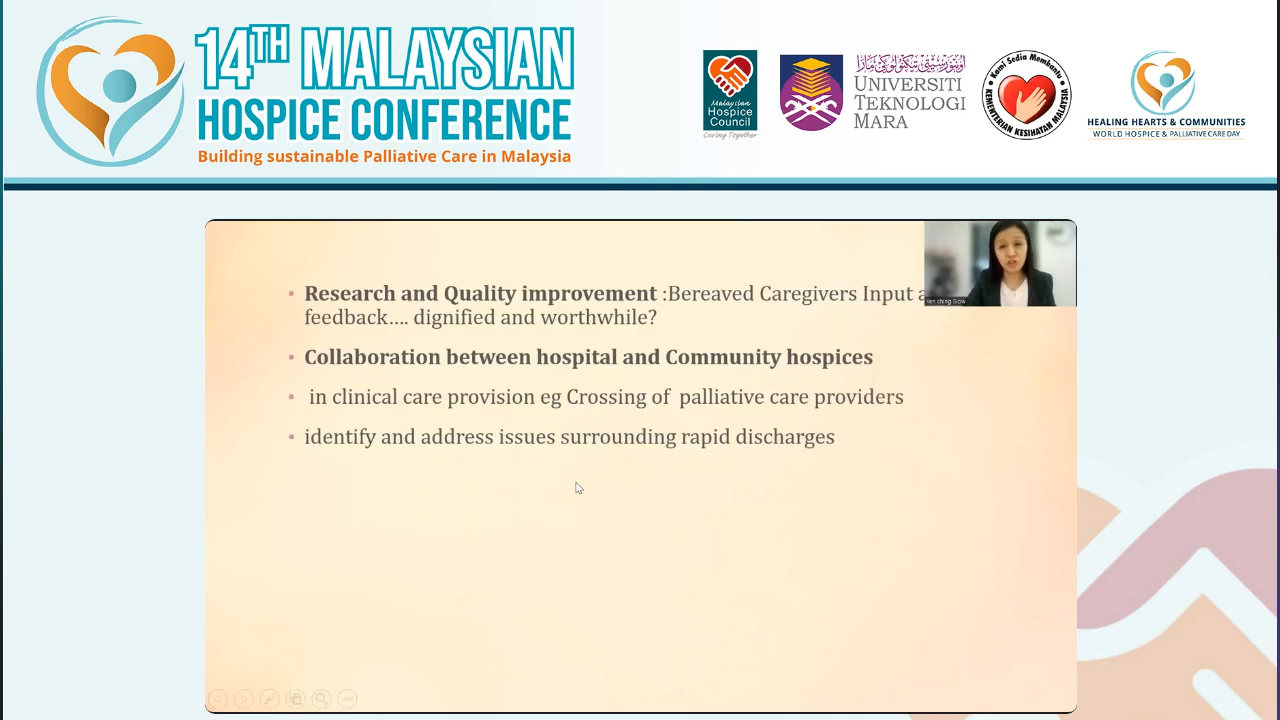 14TH MALAYSIAN
HOSPICE CONFERENCE
Building sustainable Palliative Care in Malaysia
Malaysian
Hospice
Council
Caring Together
UNIVERSITI
TEKNOLOGI
MARA
Kami Sedia Membantu
KEMENTERIAN KESIHATAN MALAYSIA
HEALING HEARTS & COMMUNITIES
WORLD HOSPICE & PALLIATIVE CARE DAY
• Research and Quality improvement :Bereaved Caregivers Input
feedback.... dignified and worthwhile?
• Collaboration between hospital and Community hospices
• in clinical care provision eg Crossing of palliative care providers
• identify and address issues surrounding rapid discharges
Yen ching Siow